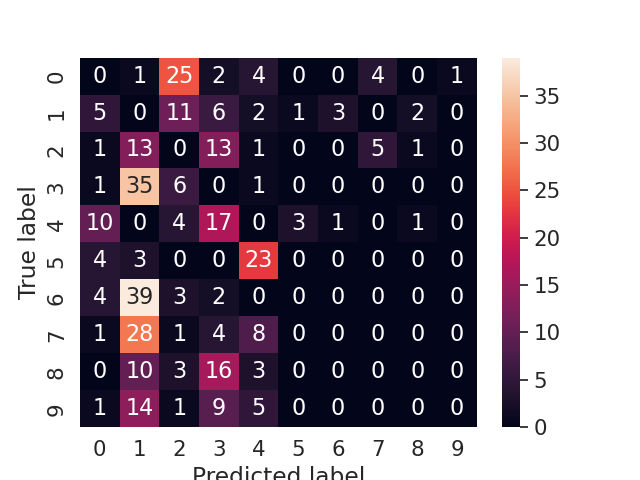 0 0 1 25 2 4 0 0 4 0 1
1 5 0 11 6 2 1 3 0 2 0
2 1 13 0 13 1 0 0 5 1 0
3 1 35 6 0 1 0 0 0 0 0
4 10 0 4 17 0 3 1 0 1 0
5 4 3 0 0 23 0 0 0 0 0
6 4 39 3 2 0 0 0 0 0 0
7 1 28 1 4 8 0 0 0 0 0
8 0 10 3 16 3 0 0 0 0 0
9 1 14 1 9 5 0 0 0 0 0
0 1 2 3 4 5 6 7 8 9
Predicted label
True label
35
30
25
20
15
10
5
0